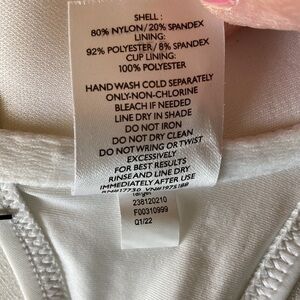 SHELL :
80% NYLON/20% SPANDEX
LINING:
92% POLYESTER/8% SPANDEX
CUP LINING:
100% POLYESTER
HAND WASH COLD SEPARATELY
ONLY-NON-CHLORINE
BLEACH IF NEEDED
LINE DRY IN SHADE
DO NOT IRON
DO NOT DRY CLEAN
DO NOT WRING OR TWIST
EXCESSIVELY
FOR BEST RESULTS
RINSE AND LINE DRY
IMMEDIATELY AFTER USE
238120210
F00310999
Q1/22